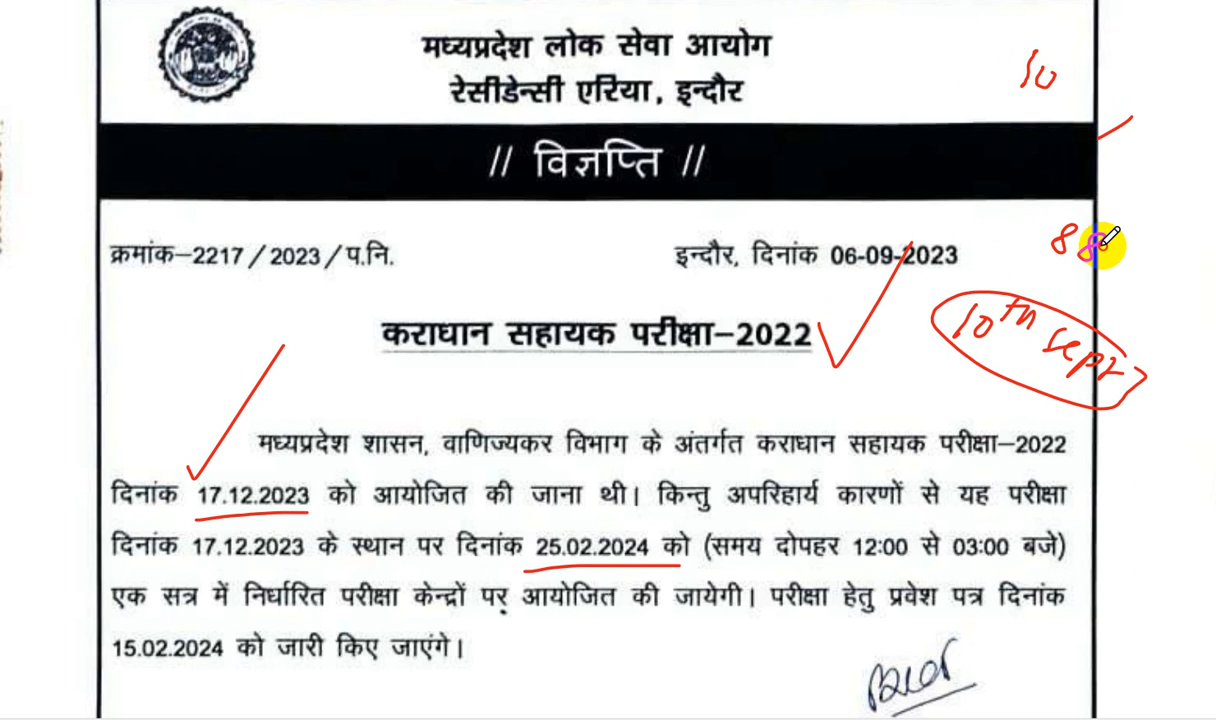 मध्यप्रदेश लोक सेवा आयोग
रेसीडेन्सी एरिया, इन्दौर
10
// विज्ञप्ति //
क्रमांक–2217 / 2023 / प.नि. इन्दौर, दिनांक 06-09-2023
8 8
कराधान सहायक परीक्षा–2022
10th sept
मध्यप्रदेश शासन, वाणिज्यकर विभाग के अंतर्गत कराधान सहायक परीक्षा–2022
दिनांक 17.12.2023 को आयोजित की जाना थी। किन्तु अपरिहार्य कारणों से यह परीक्षा
दिनांक 17.12.2023 के स्थान पर दिनांक 25.02.2024 को (समय दोपहर 12:00 से 03:00 बजे)
एक सत्र में निर्धारित परीक्षा केन्द्रों पर आयोजित की जायेगी। परीक्षा हेतु प्रवेश पत्र दिनांक
15.02.2024 को जारी किए जाएंगे।